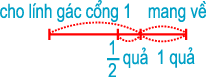 cho lính gác cổng 1 mang về
1/2 quả 1 quả